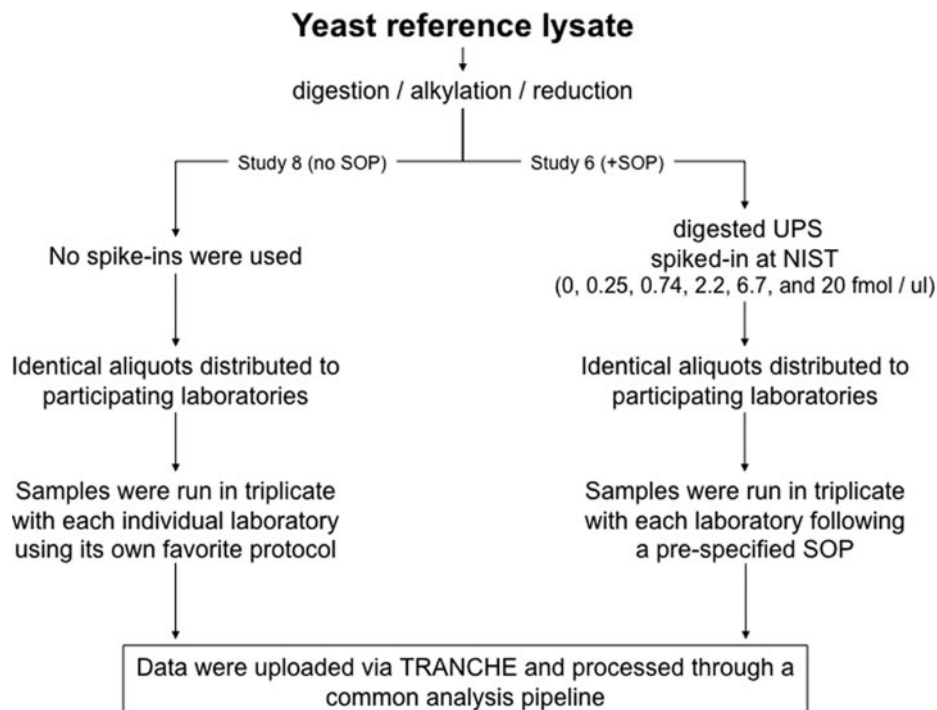 Yeast reference lysate
digestion / alkylation / reduction
Study 8 (no SOP)
Study 6 (+SOP)
No spike-ins were used
digested UPS
spiked-in at NIST
(0, 0.25, 0.74, 2.2, 6.7, and 20 fmol / ul)
Identical aliquots distributed to
participating laboratories
Identical aliquots distributed to
participating laboratories
Samples were run in triplicate
with each individual laboratory
using its own favorite protocol
Samples were run in triplicate
with each laboratory following
a pre-specified SOP
Data were uploaded via TRANCHE and processed through a
common analysis pipeline